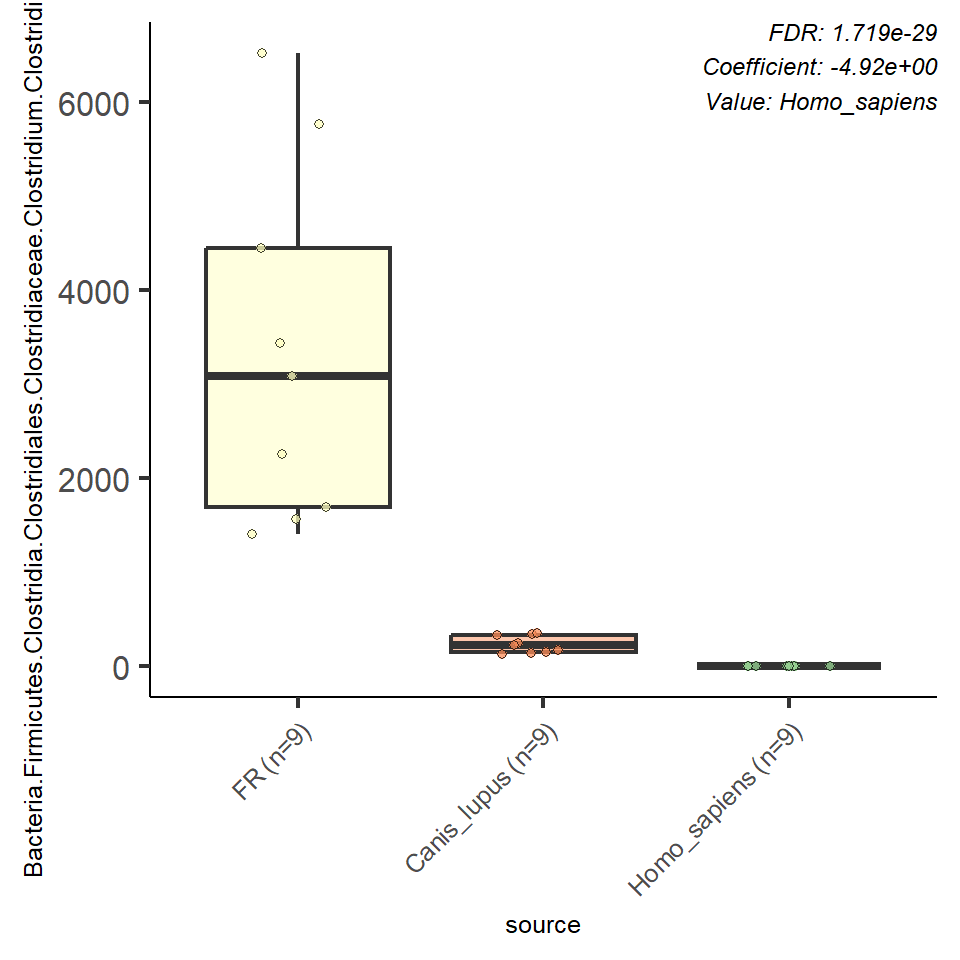 FDR: 1.719e-29
Coefficient: -4.92e+00
Value: Homo_sapiens
Bacteria.Firmicutes.Clostridia.Clostridiales.Clostridiaceae.Clostridium.Clostridi
6000
4000
2000
0
FR (n=9)
Canis_lupus (n=9)
Homo_sapiens (n=9)
source